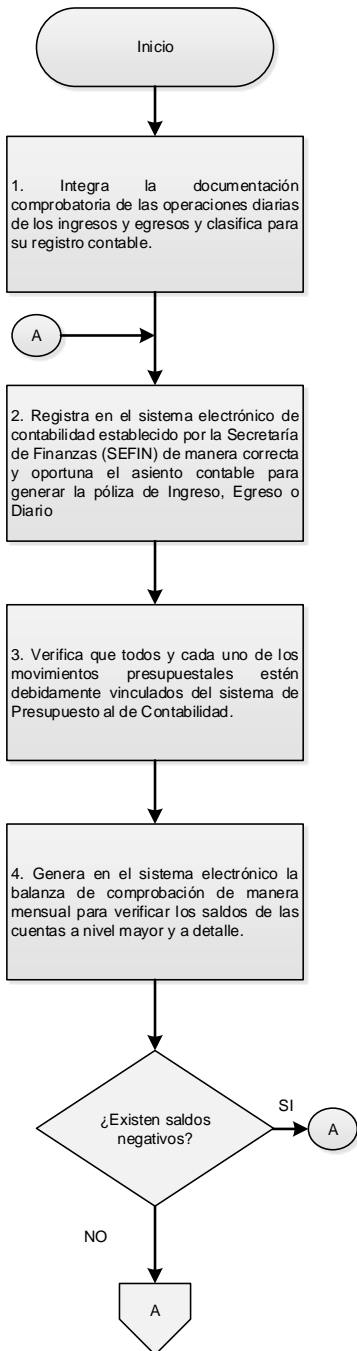 Inicio
1. Integra la documentación
comprobatoria de las operaciones diarias
de los ingresos y egresos y clasifica para
su registro contable.
A
2. Registra en el sistema electrónico de
contabilidad establecido por la Secretaría
de Finanzas (SEFIN) de manera correcta
y oportuna el asiento contable para
generar la póliza de Ingreso, Egreso o
Diario
3. Verifica que todos y cada uno de los
movimientos presupuestales estén
debidamente vinculados del sistema de
Presupuesto al de Contabilidad.
4. Genera en el sistema electrónico la
balanza de comprobación de manera
mensual para verificar los saldos de las
cuentas a nivel mayor y a detalle.
¿Existen saldos
negativos?
SI
A
NO
A